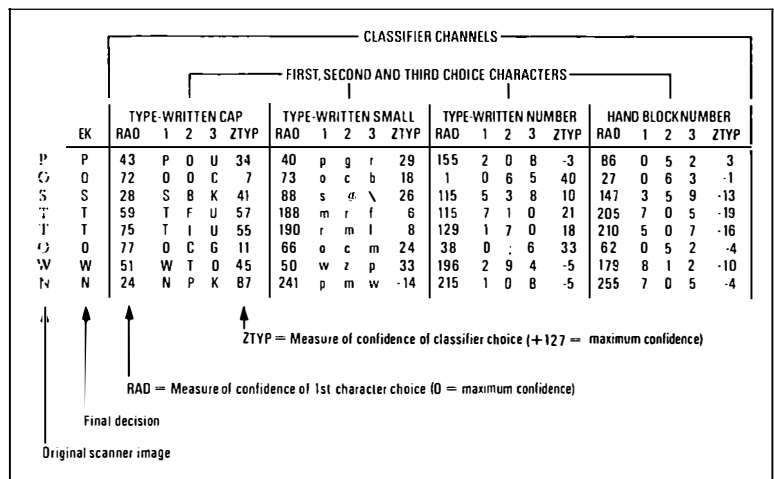 CLASSIFIER CHANNELS
FIRST, SECOND AND THIRD CHOICE CHARACTERS
TYPE-WRITTEN CAP TYPE-WRITTEN SMALL TYPE-WRITTEN NUMBER HAND BLOCK NUMBER
EK RAD 1 2 3 ZTYP RAD 1 2 3 ZTYP RAD 1 2 3 ZTYP RAD 1 2 3 ZTYP
P P 43 P O U 34 40 p g r 29 155 2 0 8 -3 86 0 5 2 3
O O 72 O O C 7 73 o c b 18 1 0 6 5 40 27 0 6 3 -1
S S 28 S B K 41 88 s a \ 26 115 5 3 8 10 147 3 5 9 -13
T T 59 T F U 57 188 m r f 6 115 7 1 0 21 205 7 0 5 -19
T T 75 T I U 55 190 r m l 8 129 1 7 0 18 210 5 0 7 -16
O O 77 O C G 11 66 o c m 24 38 0 ; 6 33 62 0 5 2 -4
W W 51 W T O 45 50 w z p 33 196 2 9 4 -5 179 8 1 2 -10
N N 24 N P K 87 241 p m w -14 215 1 0 8 -5 255 7 0 5 -4
ZTYP = Measure of confidence of classifier choice (+127 = maximum confidence)
RAD = Measure of confidence of 1st character choice (0 = maximum confidence)
Final decision
Original scanner image